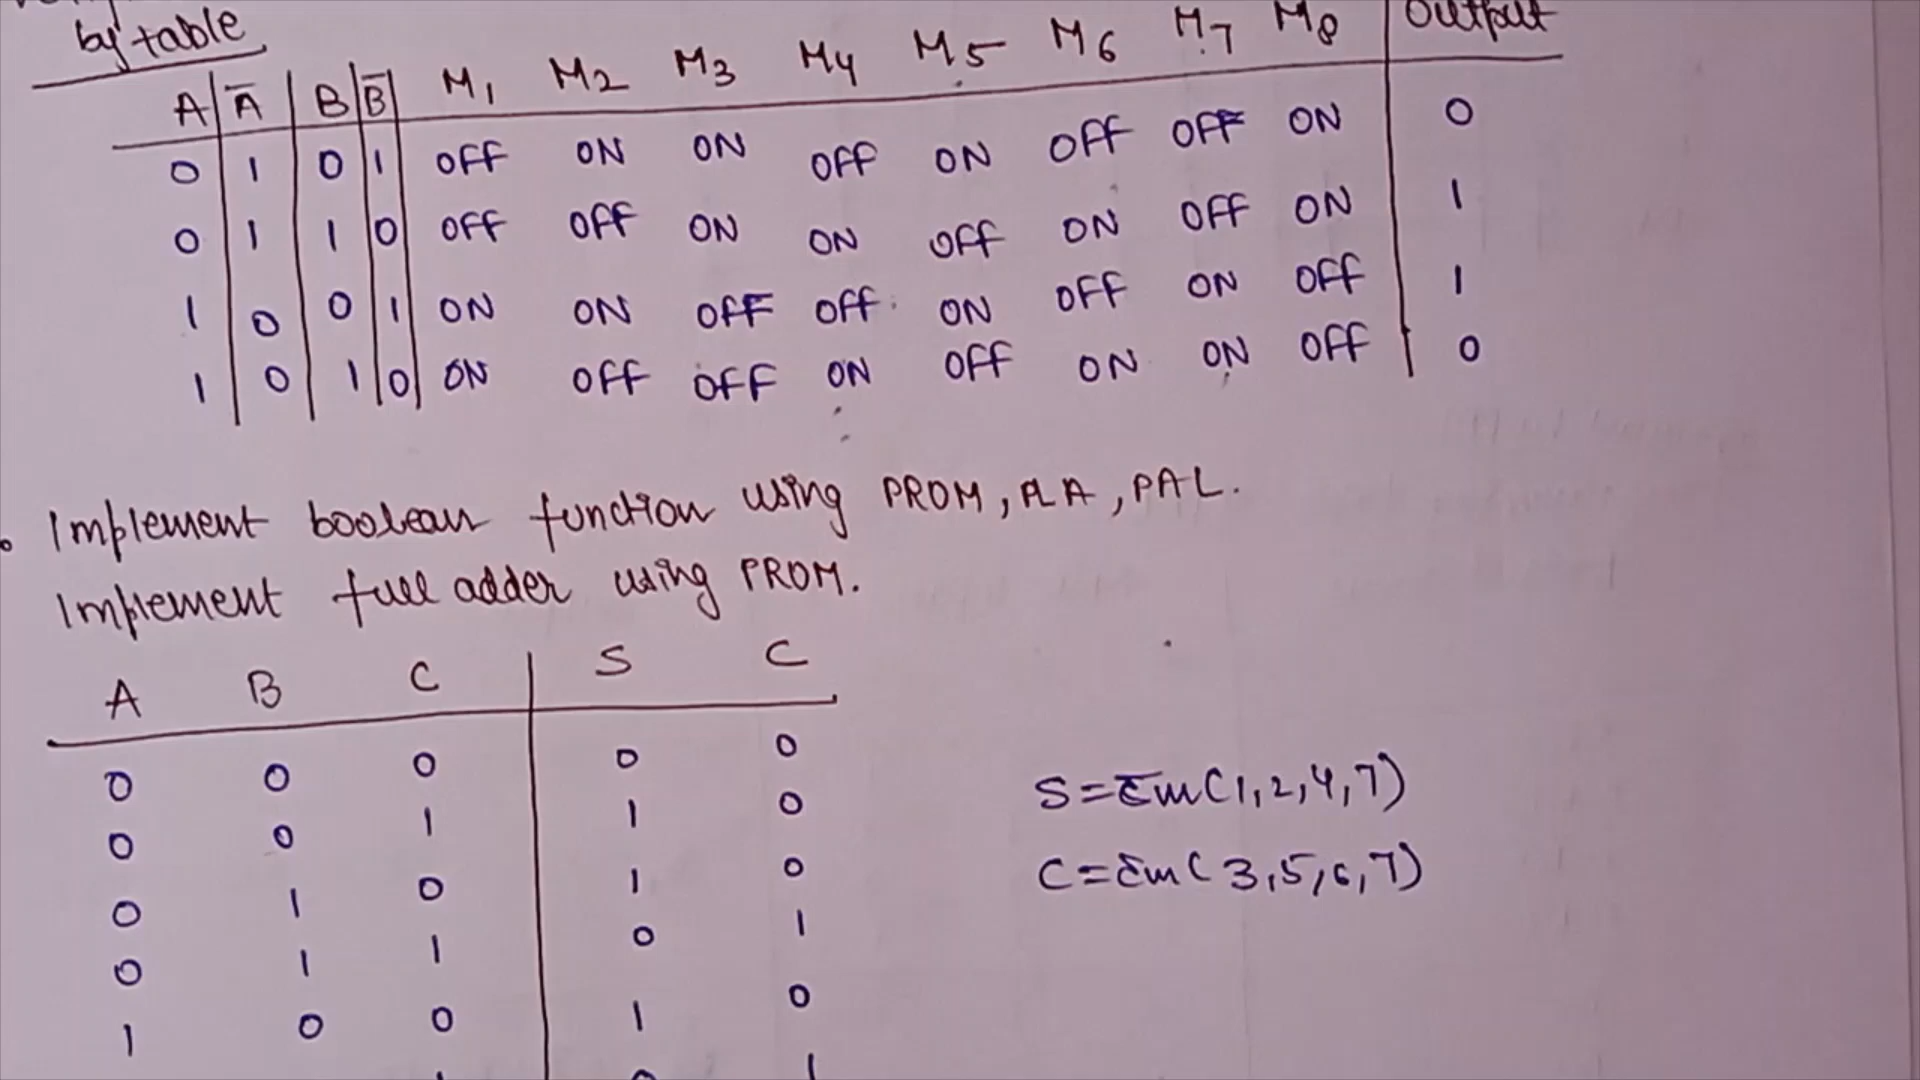 by table
A Ā B B̄ M1 M2 M3 M4 M5 M6 M7 M8 Output
0 1 0 1 OFF ON ON OFF ON OFF OFF ON 0
0 1 1 0 OFF OFF ON ON OFF ON OFF ON 1
1 0 0 1 ON ON OFF OFF ON OFF ON OFF 1
1 0 1 0 ON OFF OFF ON OFF ON ON OFF 0
Implement boolean function using PROM, PLA, PAL.
Implement full adder using PROM.
A B C S C
0 0 0 0 0
0 0 1 1 0
0 1 0 1 0
0 1 1 0 1
1 0 0 1 0
S=Σm(1,2,4,7)
C=Σm(3,5,6,7)